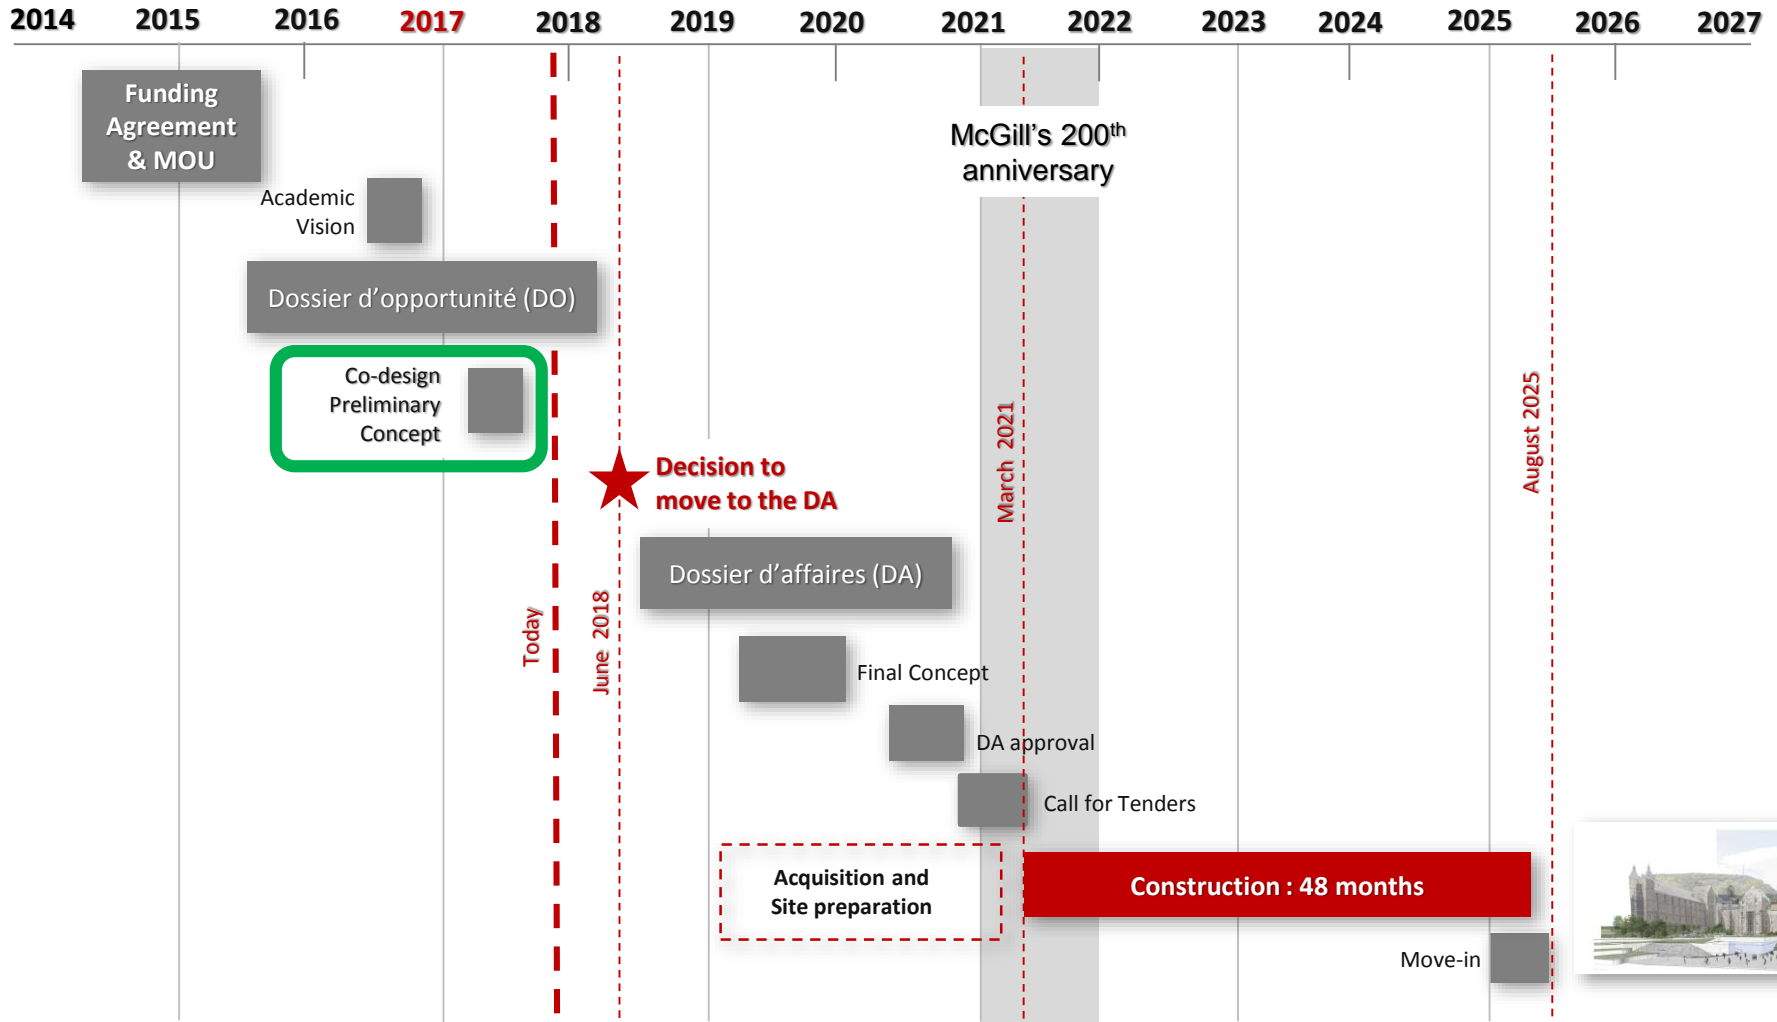 2014 2015 2016 2017 2018 2019 2020 2021 2022 2023 2024 2025 2026 2027
Funding
Agreement
& MOU
McGill's 200th
anniversary
Academic
Vision
Dossier d'opportunité (DO)
Co-design
Preliminary
Concept
Decision to
move to the DA
March 2021
August 2025
Dossier d'affaires (DA)
Today
June 2018
Final Concept
DA approval
Call for Tenders
Acquisition and
Site preparation
Construction : 48 months
Move-in